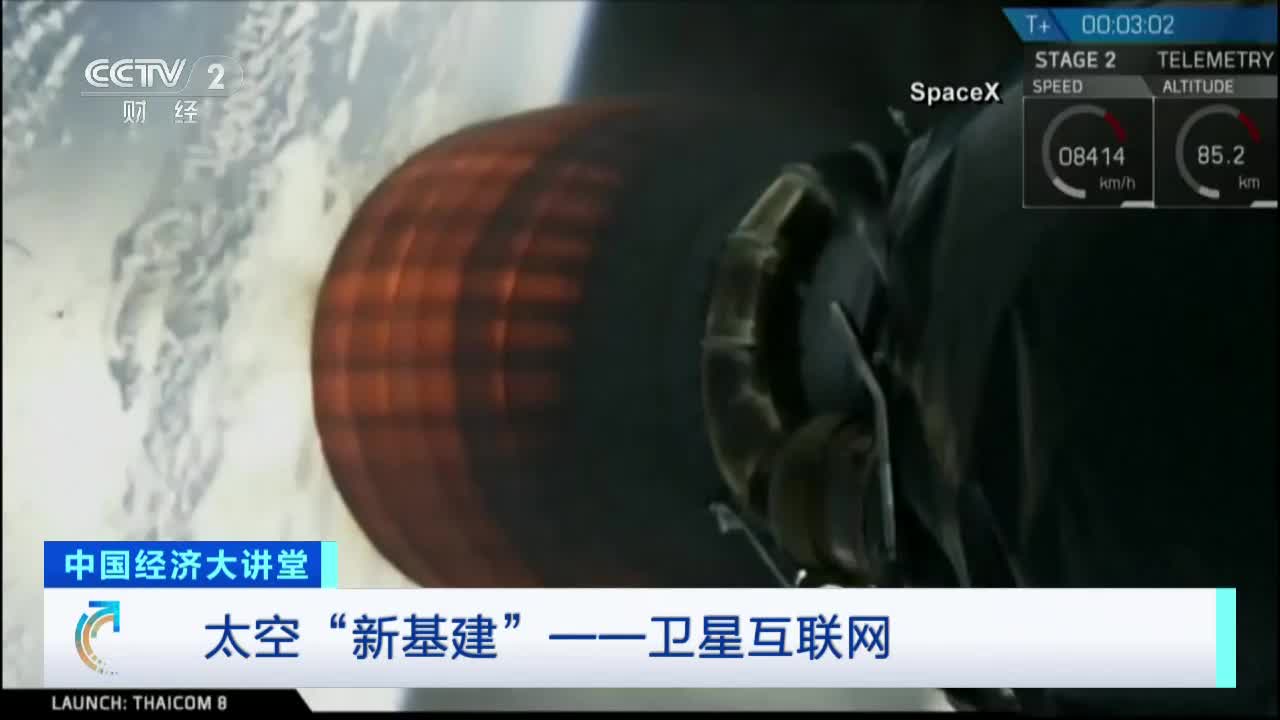 CCTV 2
财 经
T+ 00:03:02
STAGE 2 TELEMETRY
SPEED ALTITUDE
SpaceX
08414 85.2
km/h km
中国经济大讲堂
太空“新基建”——卫星互联网
LAUNCH: THAICOM 8